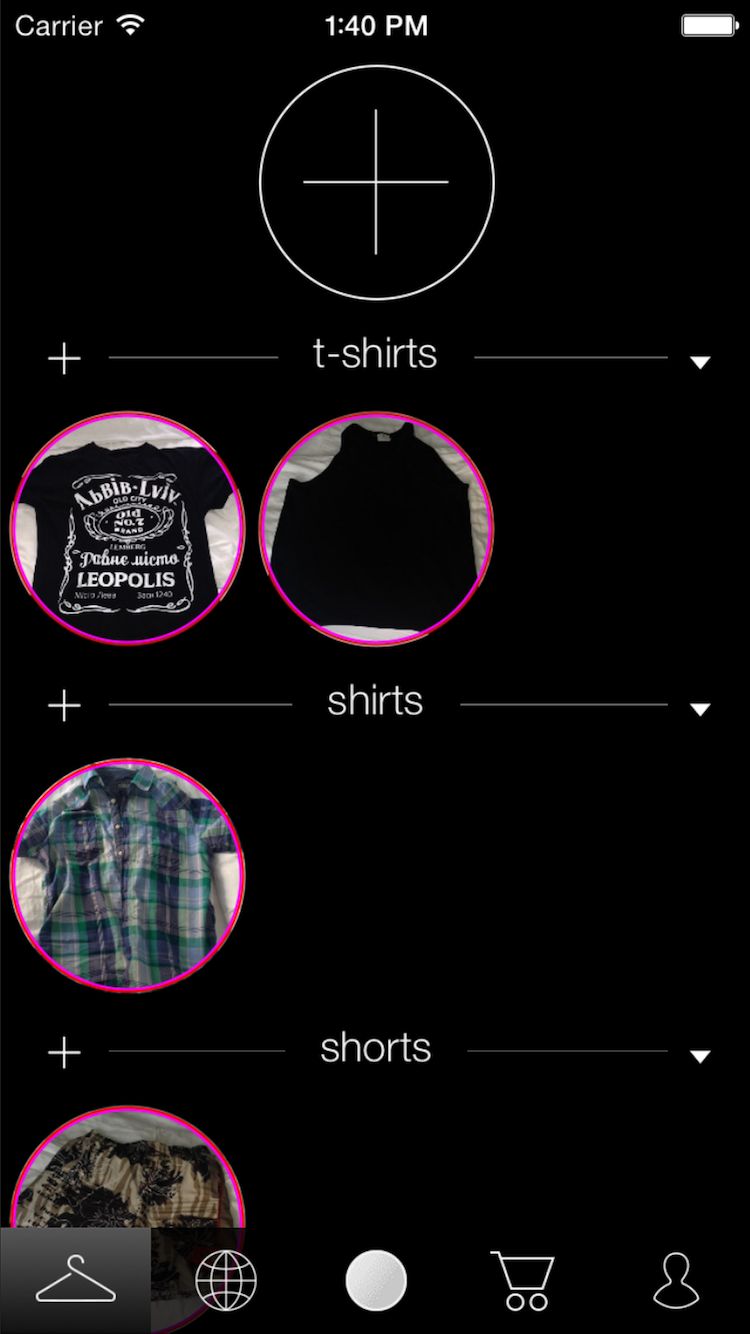 Carrier 1:40 PM
t-shirts
Львів·Lviv
OLD CITY
Old
No.7
BRAND
LEMBERG
Рідне місто
LEOPOLIS
Місто Лева Засн 1240
shirts
shorts